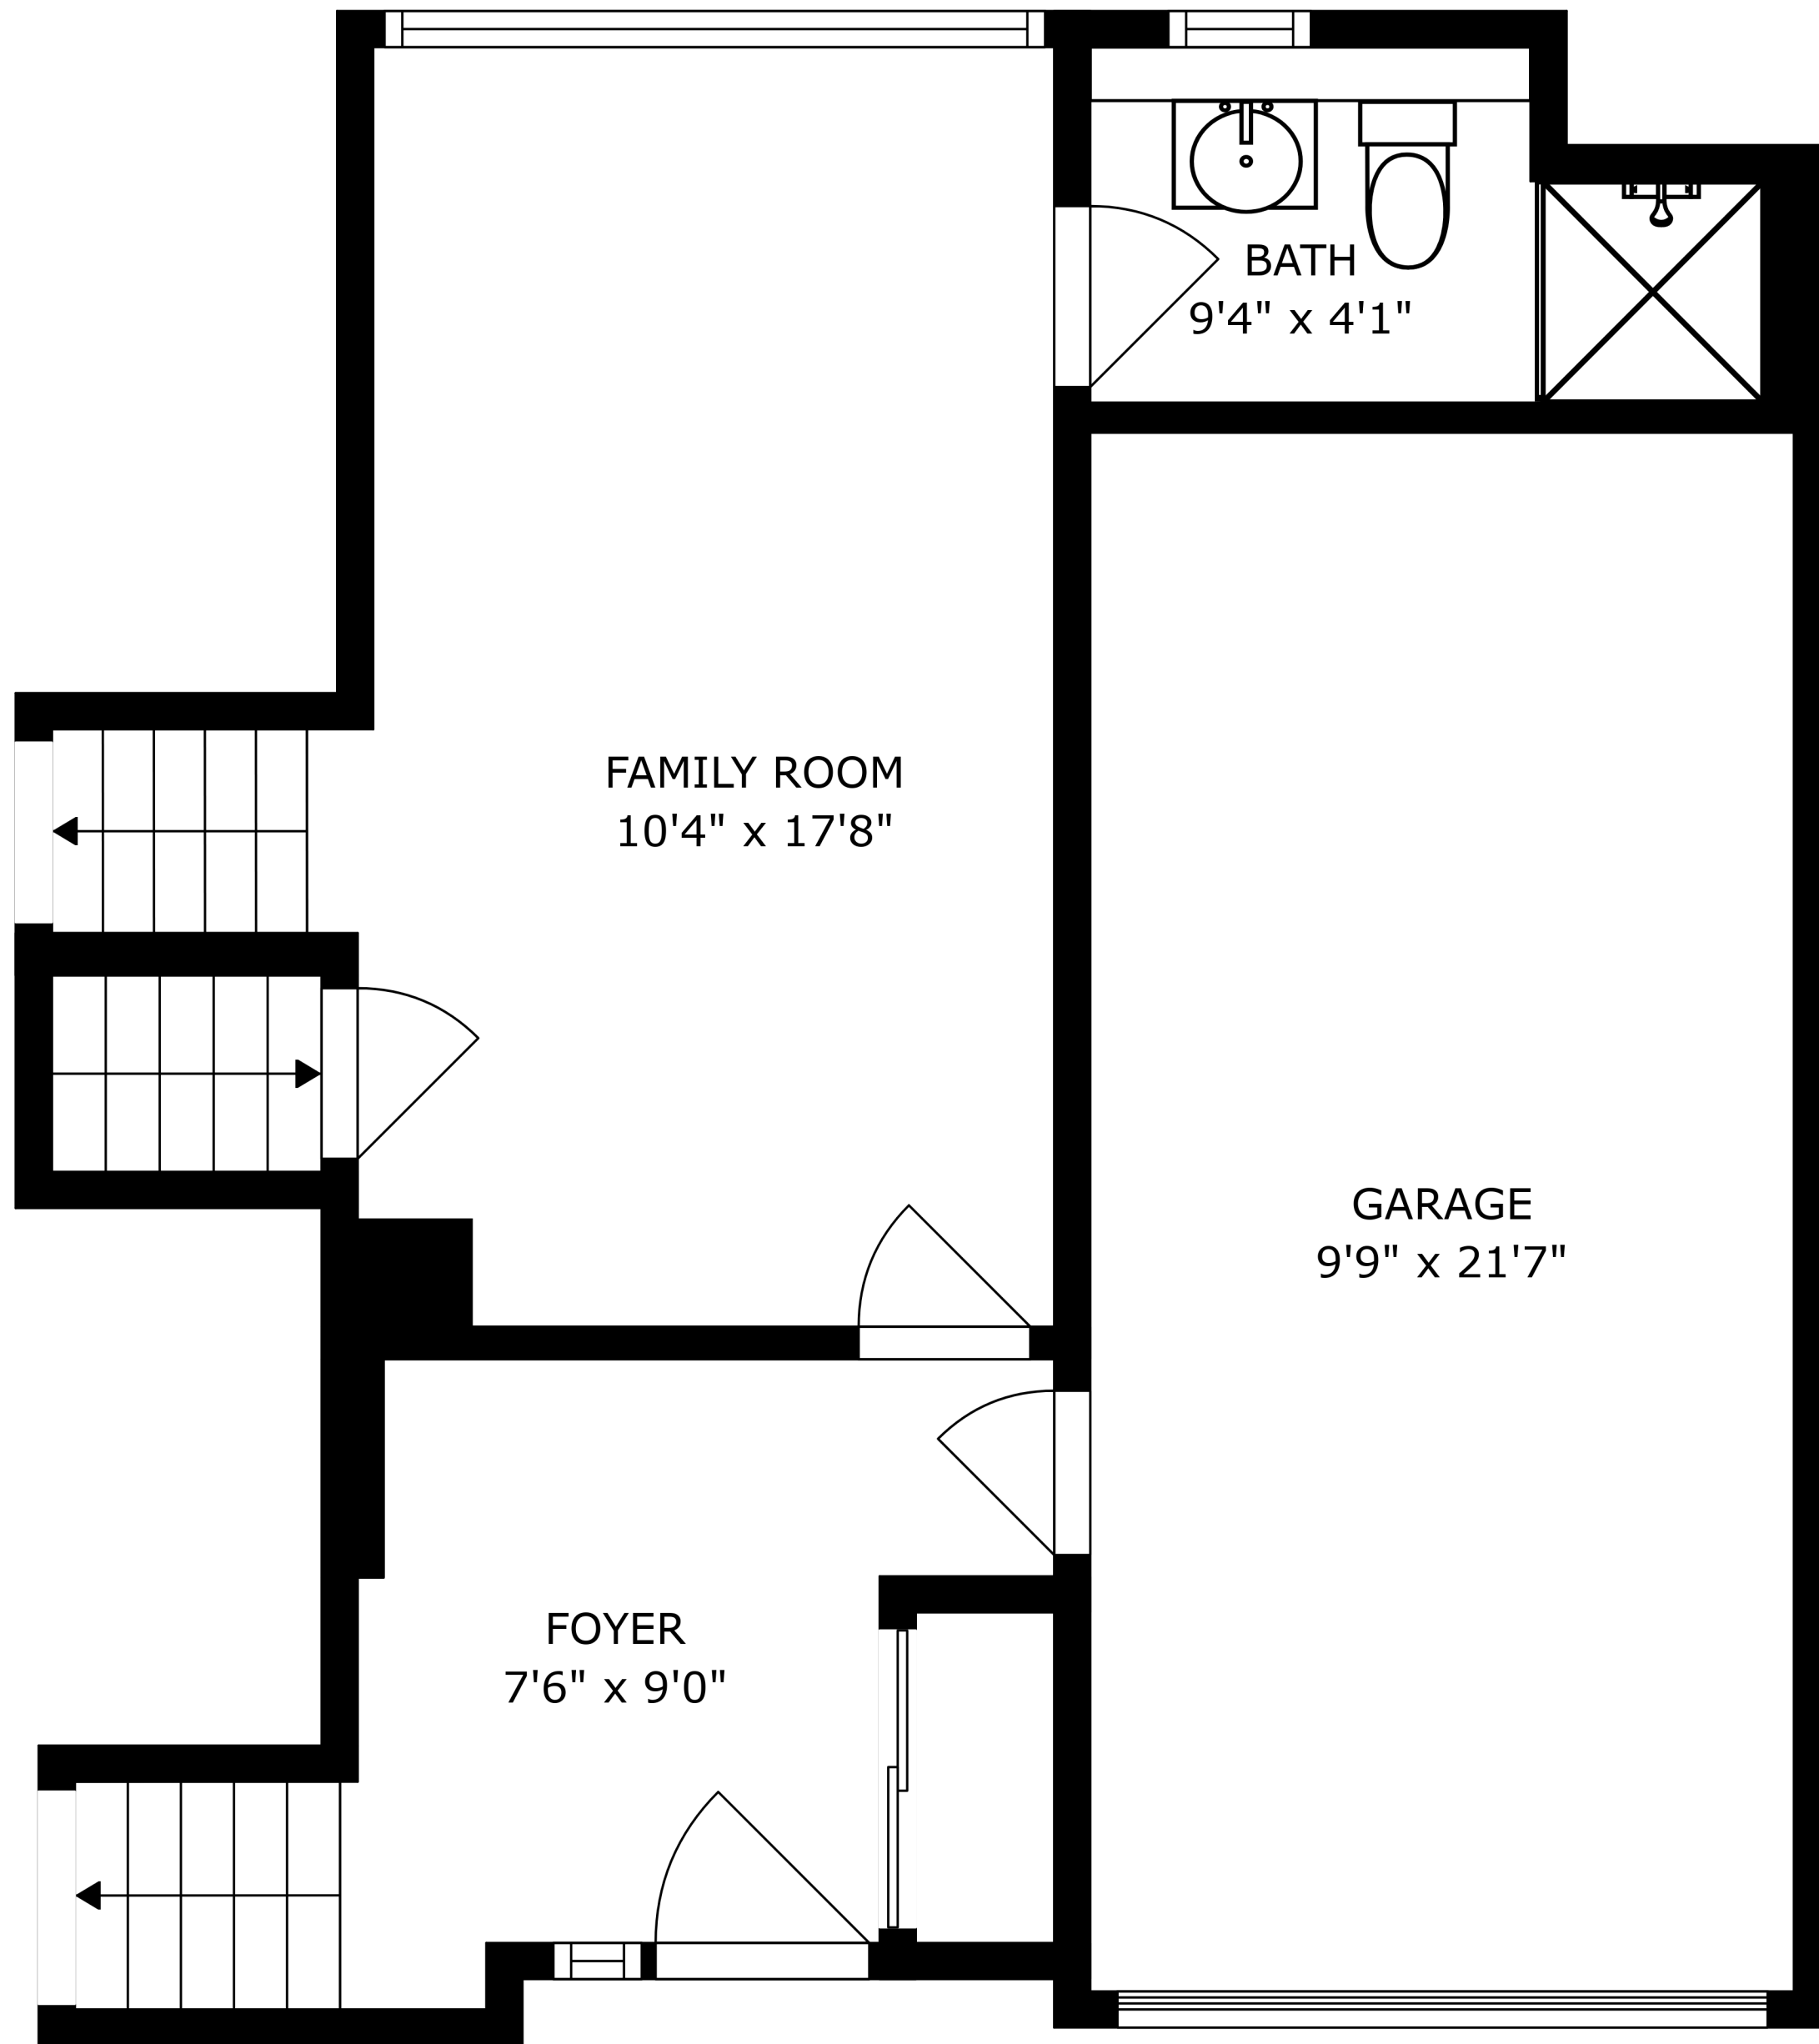 BATH
9'4" x 4'1"
FAMILY ROOM
10'4" x 17'8"
GARAGE
9'9" x 21'7"
FOYER
7'6" x 9'0"